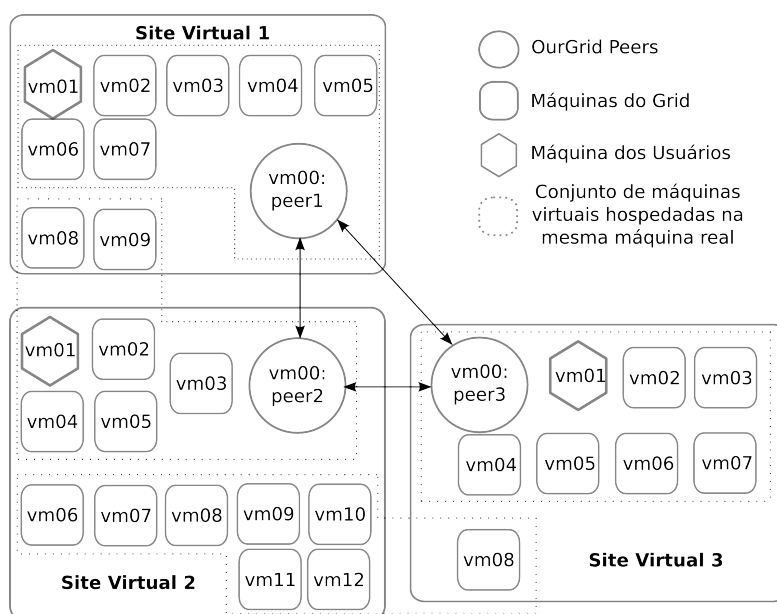 Site Virtual 1
vm01
vm02
vm03
vm04
vm05
vm06
vm07
vm00:
peer1
vm08
vm09
OurGrid Peers
Máquinas do Grid
Máquina dos Usuários
Conjunto de máquinas
virtuais hospedadas na
mesma máquina real
vm01
vm02
vm03
vm00:
peer2
vm04
vm05
vm06
vm07
vm08
vm09
vm10
vm11
vm12
Site Virtual 2
vm00:
peer3
vm01
vm02
vm03
vm04
vm05
vm06
vm07
vm08
Site Virtual 3